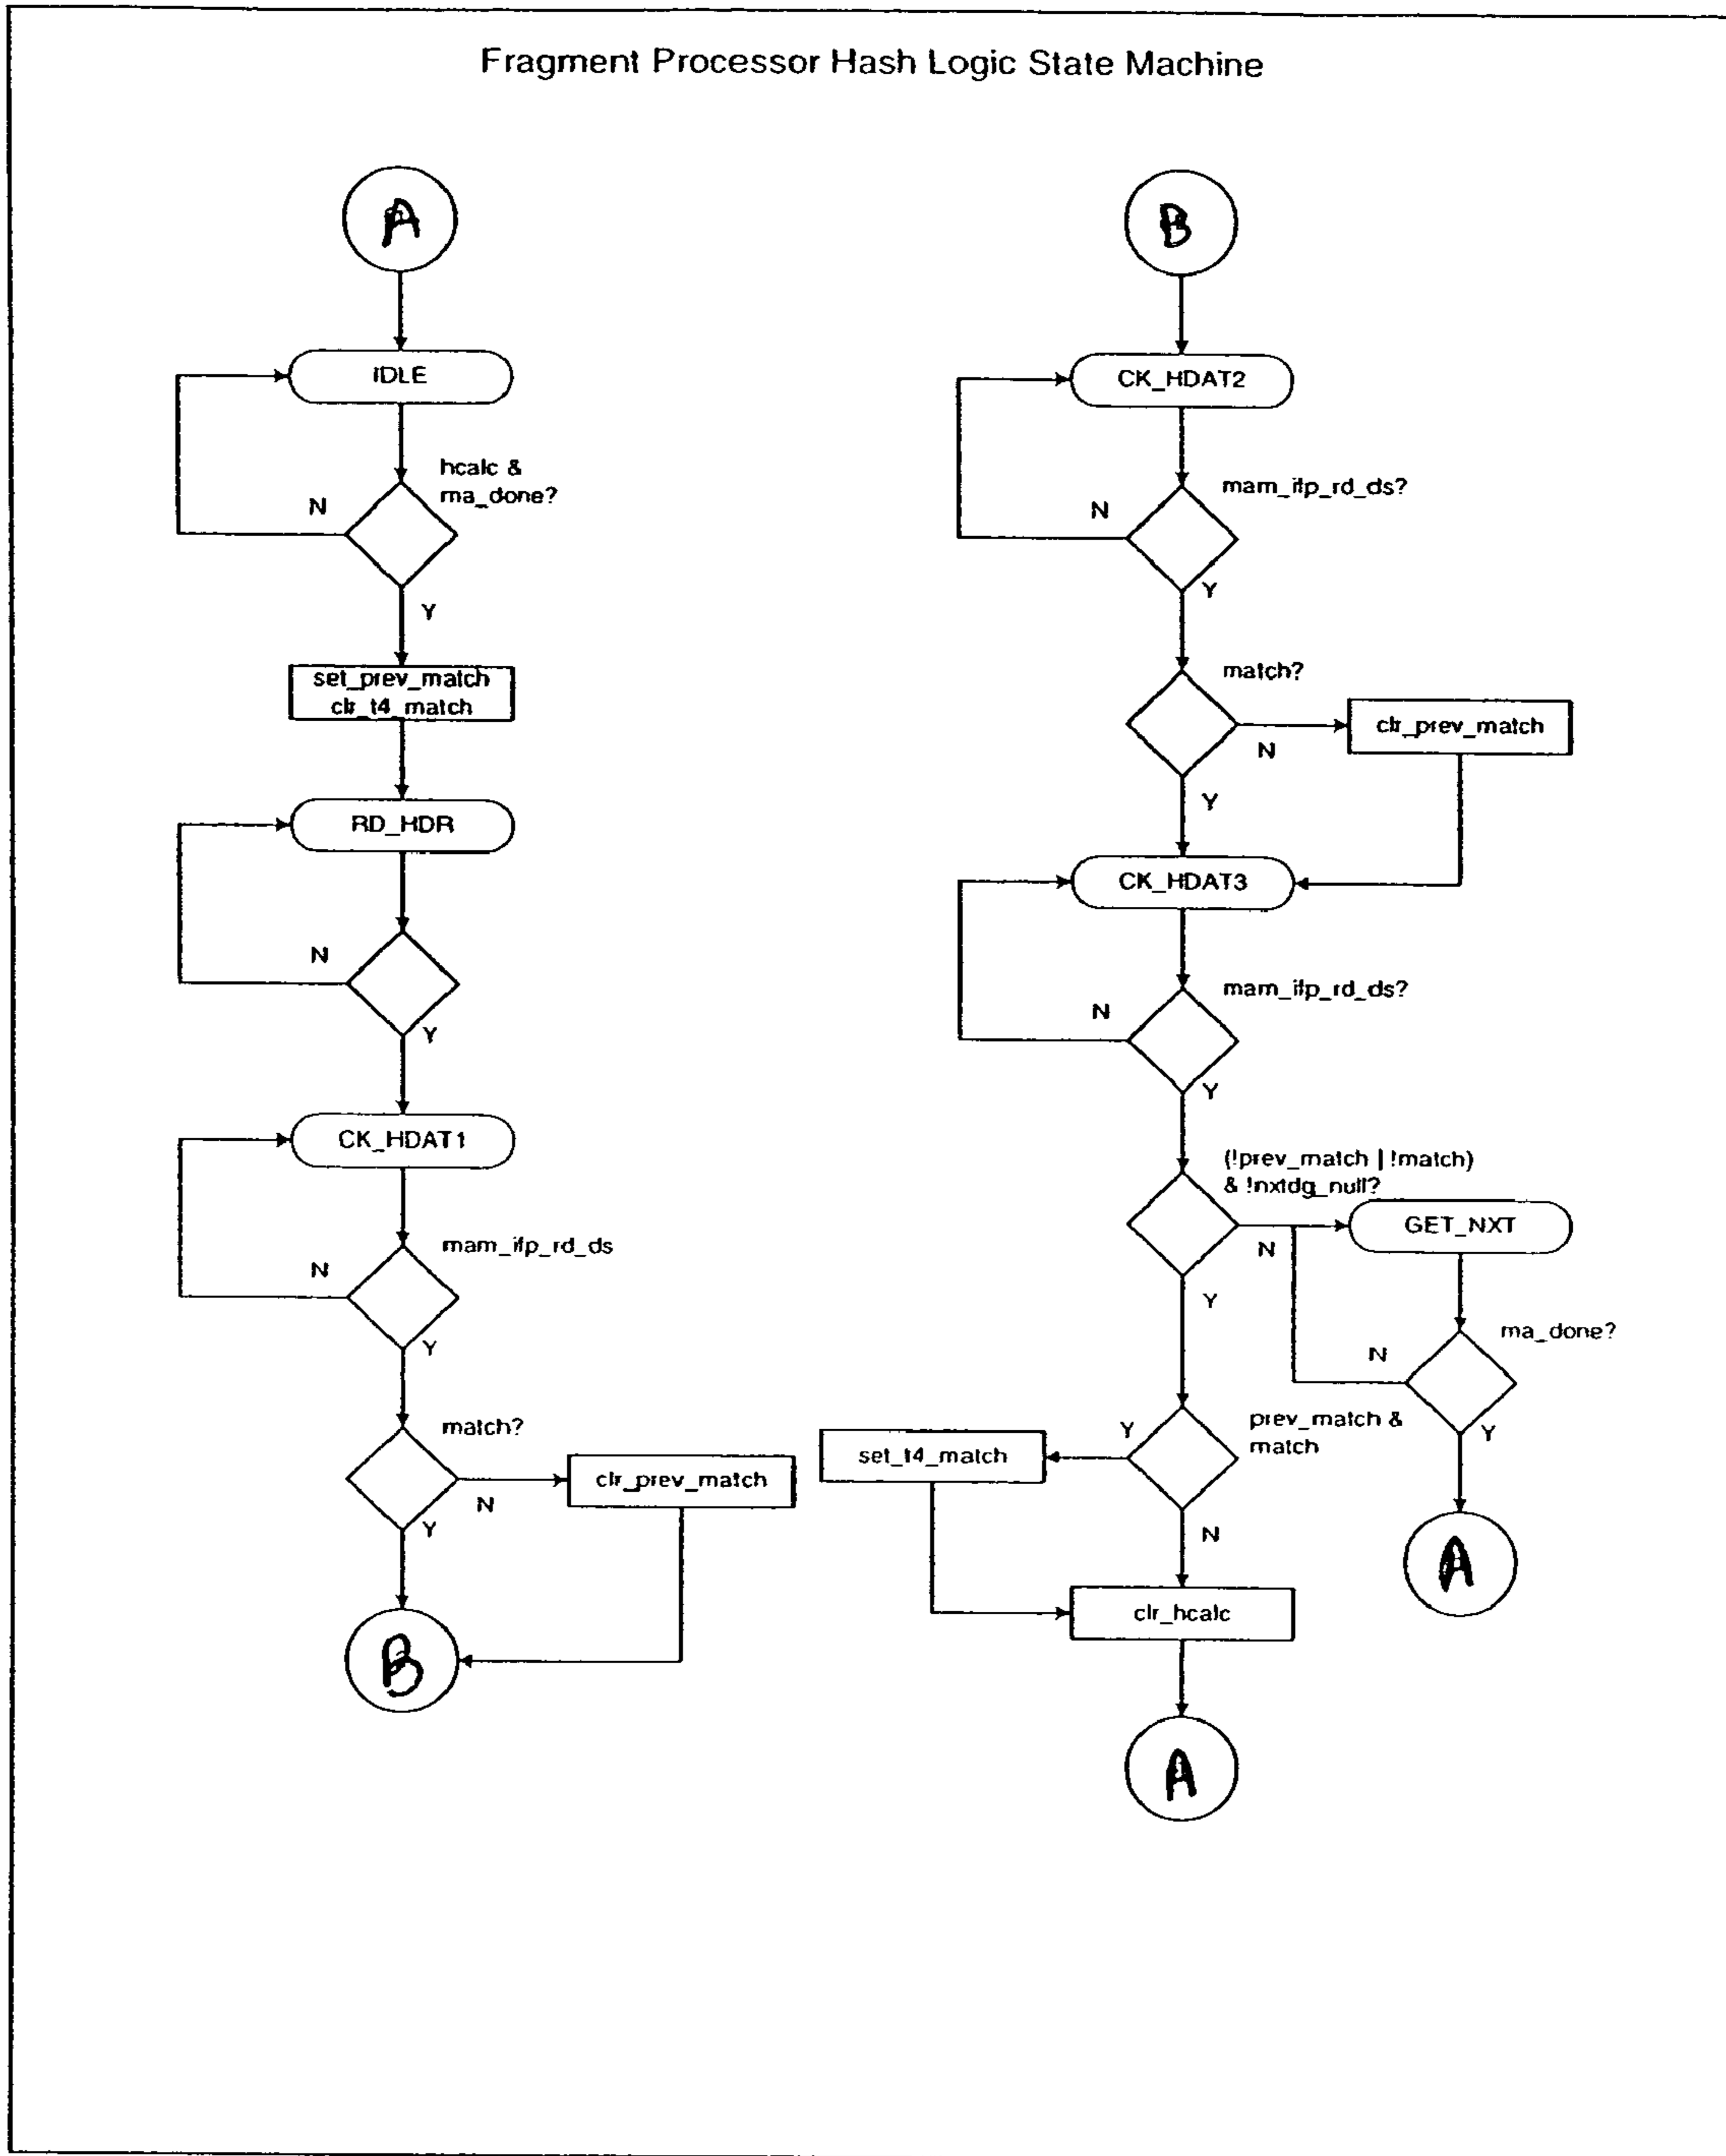 Fragment Processor Hash Logic State Machine
A
IDLE
hcalc &
ma_done?
N
Y
set_prev_match
clr_t4_match
RD_HDR
N
Y
CK_HDAT1
mam_ifp_rd_ds
N
Y
match?
clr_prev_match
N
Y
B
B
CK_HDAT2
mam_ifp_rd_ds?
N
Y
match?
clr_prev_match
N
Y
CK_HDAT3
mam_ifp_rd_ds?
N
Y
(!prev_match | !match)
& !nxtdg_null?
GET_NXT
N
Y
ma_done?
N
Y
A
prev_match &
match
Y
set_t4_match
N
clr_hcalc
A